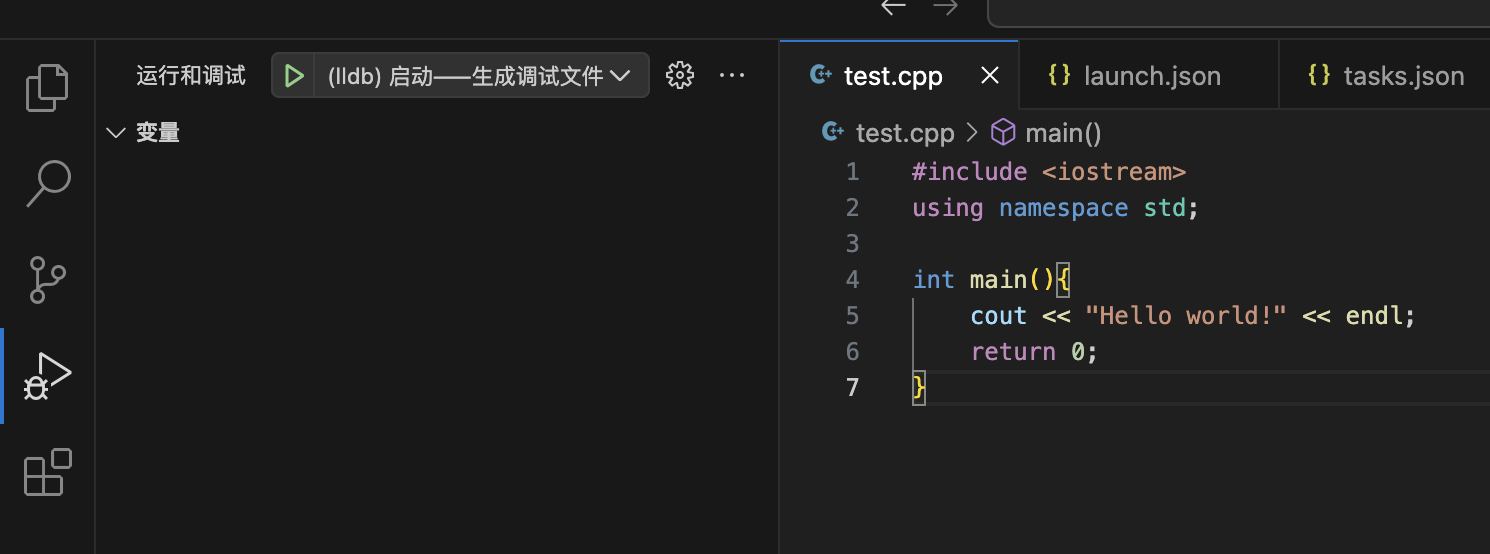 运行和调试
(lldb) 启动——生成调试文件
变量
test.cpp
launch.json
tasks.json
test.cpp > main()
1 #include <iostream>
2 using namespace std;
3
4 int main(){
5     cout << "Hello world!" << endl;
6     return 0;
7 }